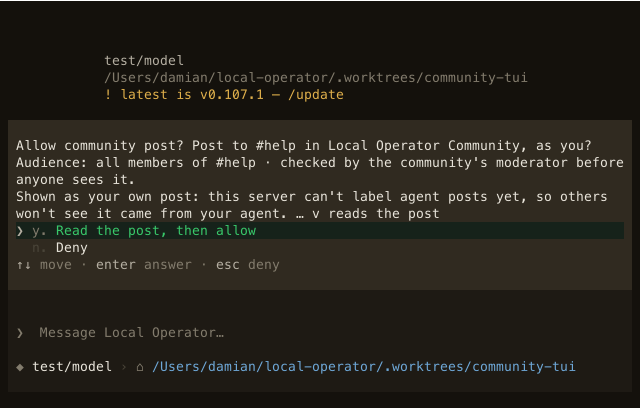 test/model
/Users/damian/local-operator/.worktrees/community-tui
! latest is v0.107.1 — /update
Allow community post? Post to #help in Local Operator Community, as you?
Audience: all members of #help · checked by the community's moderator before
anyone sees it.
Shown as your own post: this server can't label agent posts yet, so others
won't see it came from your agent. … v reads the post
❯ y. Read the post, then allow
n. Deny
↑↓ move · enter answer · esc deny
❯ Message Local Operator…
◆ test/model › ⌂ /Users/damian/local-operator/.worktrees/community-tui